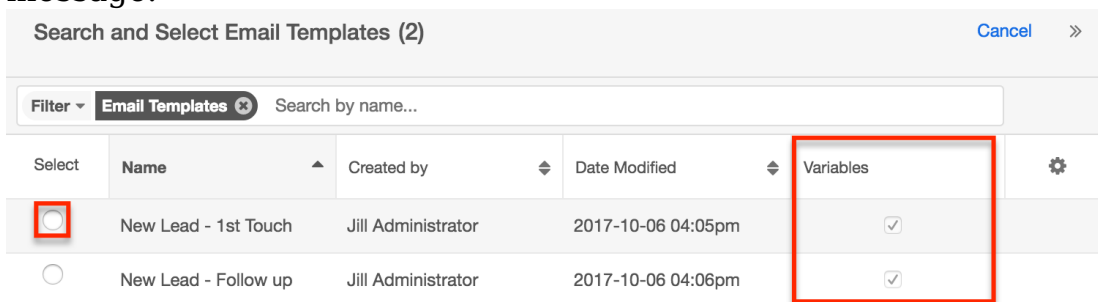 message.
Search and Select Email Templates (2) Cancel »
Filter Email Templates Search by name...
Select Name Created by Date Modified Variables
New Lead - 1st Touch Jill Administrator 2017-10-06 04:05pm
New Lead - Follow up Jill Administrator 2017-10-06 04:06pm